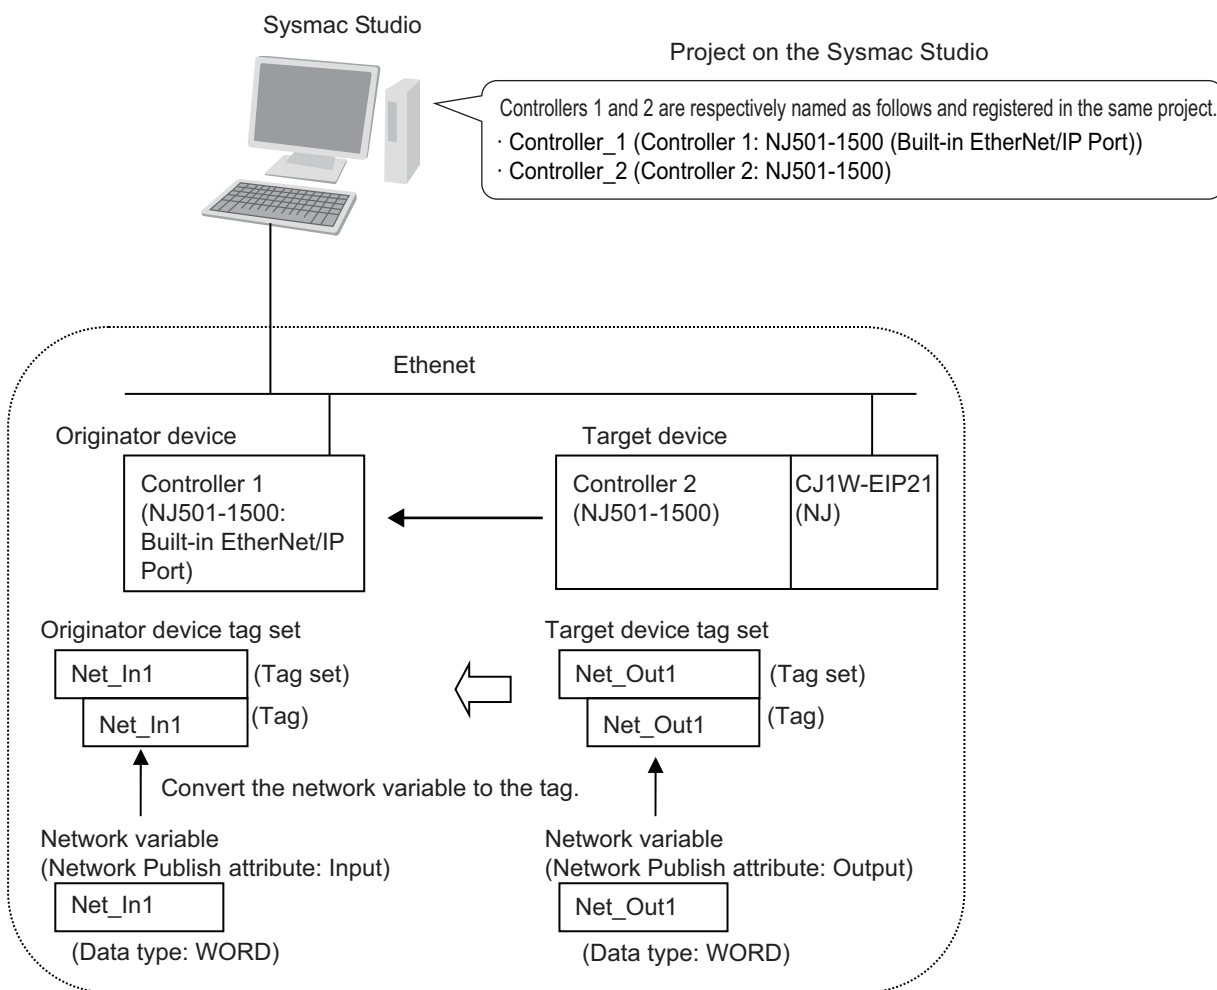 Sysmac Studio
Project on the Sysmac Studio
Controllers 1 and 2 are respectively named as follows and registered in the same project.
· Controller_1 (Controller 1: NJ501-1500 (Built-in EtherNet/IP Port))
· Controller_2 (Controller 2: NJ501-1500)
Ethenet
Originator device
Target device
Controller 1
(NJ501-1500:
Built-in EtherNet/IP
Port)
Controller 2
(NJ501-1500)
CJ1W-EIP21
(NJ)
Originator device tag set
Target device tag set
Net_In1
(Tag set)
Net_In1
(Tag)
Net_Out1
(Tag set)
Net_Out1
(Tag)
Convert the network variable to the tag.
Network variable
(Network Publish attribute: Input)
Net_In1
(Data type: WORD)
Network variable
(Network Publish attribute: Output)
Net_Out1
(Data type: WORD)